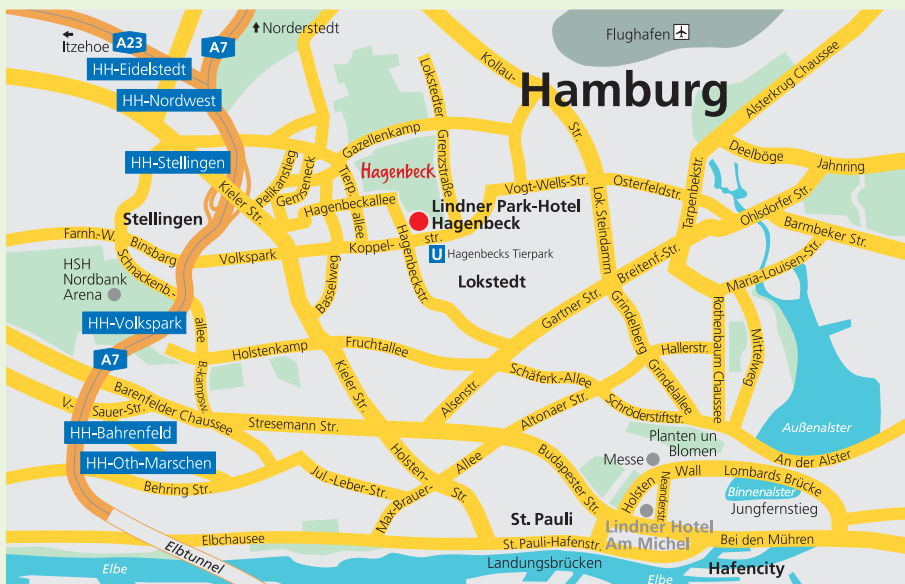 Itzehoe
A23
A7
Norderstedt
Flughafen
HH-Eidelstedt
HH-Nordwest
Hamburg
Kollau-
Str.
Alsterkrug Chaussee
Lokstedter
Grenzstraße
Gazellenkamp
Deelböge
Jahnring
HH-Stellingen
Pelikanstieg
Gemseneck
Tierp.
allee
Hagenbeck
Kieler Str.
Hagenbeckallee
Vogt-Wells-Str.
Osterfeldstr.
Tarpenbekstr.
Ohlsdorfer Str.
Barmbeker Str.
Stellingen
Lindner Park-Hotel
Hagenbeck
Lok. Steindamm
Farnh.-W.
Binsbarg
Volkspark
Koppel-
str.
Hagenbeckstr.
U
Hagenbecks Tierpark
Breitenf.-Str.
Maria-Louisen-Str.
HSH
Nordbank
Arena
Schnackenb.-
allee
Basselweg
Lokstedt
Gartner Str.
Grindelberg
Rothenbaum Chaussee
Mittelweg
HH-Volkspark
A7
Holstenkamp
Fruchtallee
Hallerstr.
B-kampsw.
Kieler Str.
Alsenstr.
Schäferk.-Allee
Grindelallee
V.-
Sauer-Str.
Barenfelder Chaussee
Stresemann Str.
Altonaer Str.
Schröderstiftstr.
Außenalster
HH-Bahrenfeld
HH-Oth-Marschen
Planten un
Blomen
Messe
An der Alster
Behring Str.
Jul.-Leber-Str.
Holsten-
Str.
Max-Brauer-
Allee
Budapester Str.
Holsten
Wall
Neanderstr.
Lombards Brücke
Binnenalster
Jungfernstieg
St. Pauli
Lindner Hotel
Am Michel
Elbchausee
St. Pauli-Hafenstr.
Bei den Mühren
Elbtunnel
Landungsbrücken
Hafencity
Elbe
Elbe